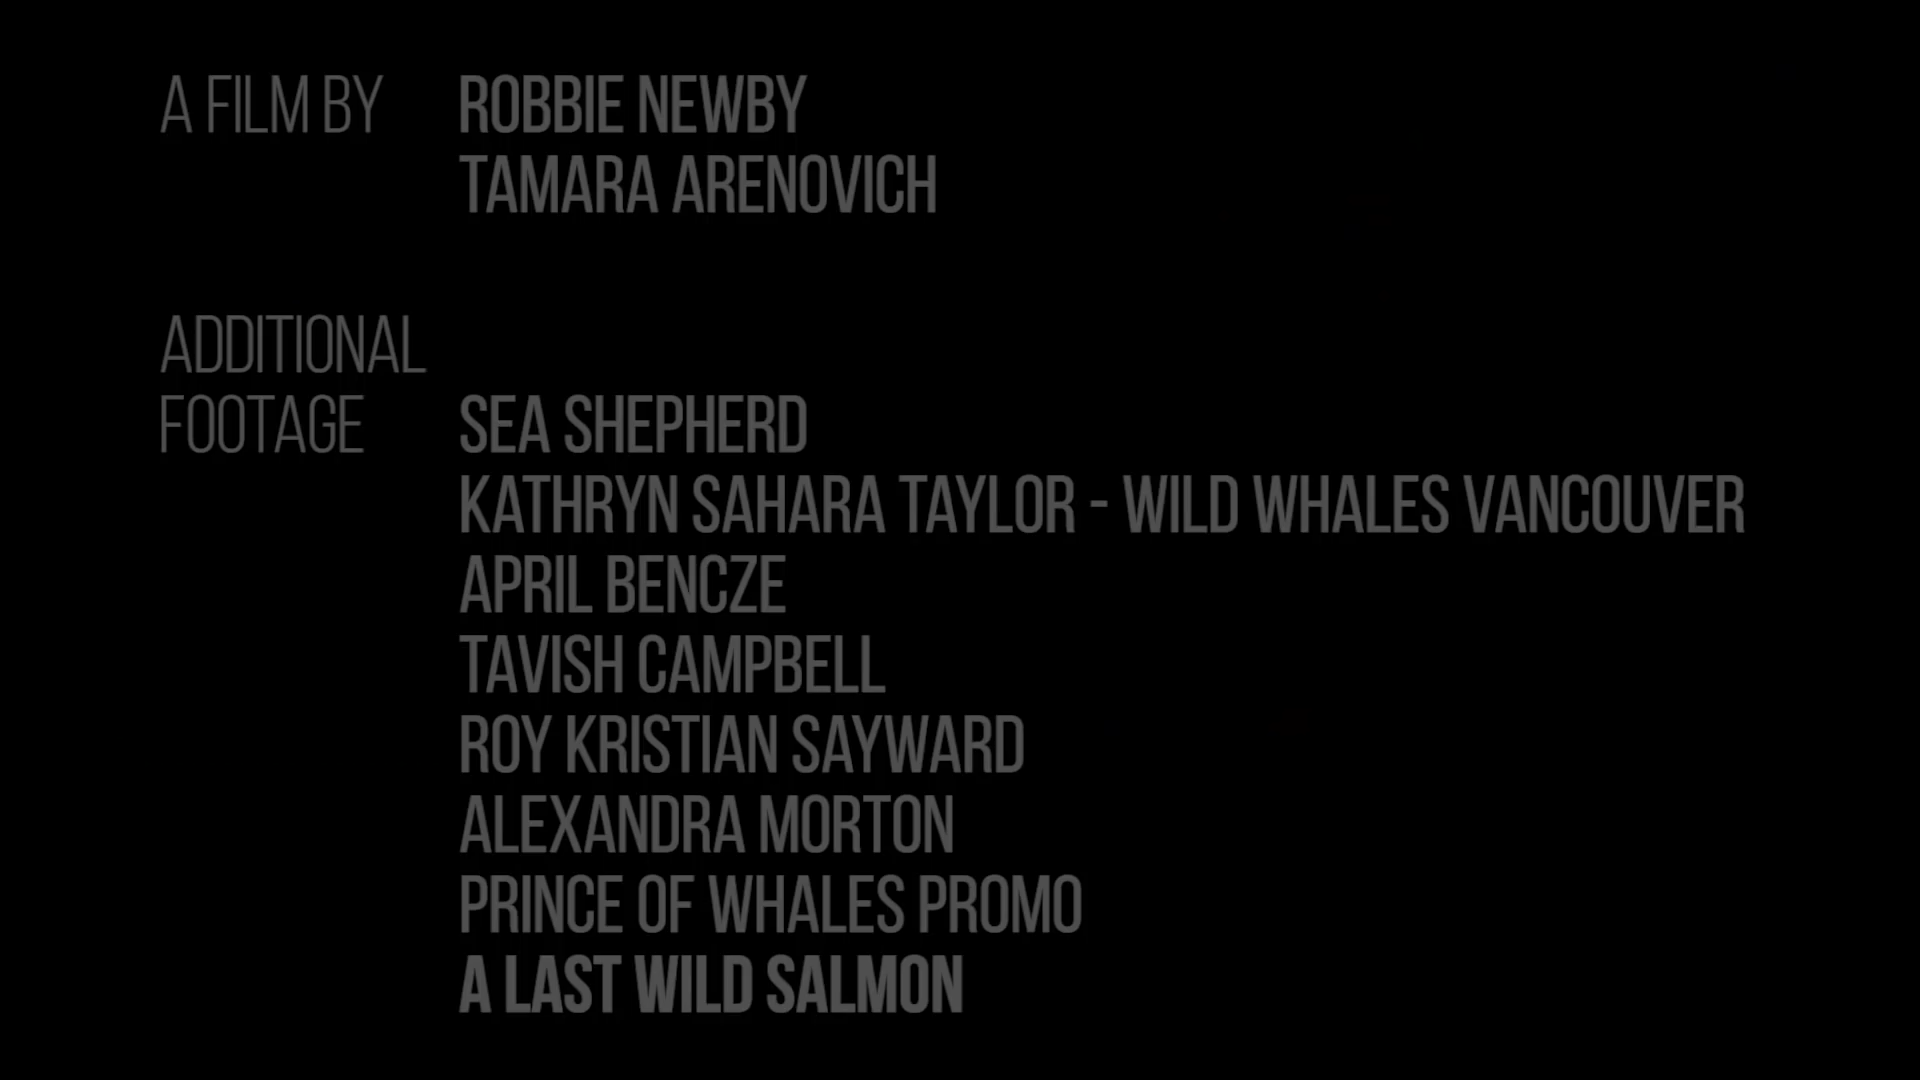 A FILM BY ROBBIE NEWBY
TAMARA ARENOVICH
ADDITIONAL
FOOTAGE SEA SHEPHERD
KATHRYN SAHARA TAYLOR - WILD WHALES VANCOUVER
APRIL BENCZE
TAVISH CAMPBELL
ROY KRISTIAN SAYWARD
ALEXANDRA MORTON
PRINCE OF WHALES PROMO
A LAST WILD SALMON